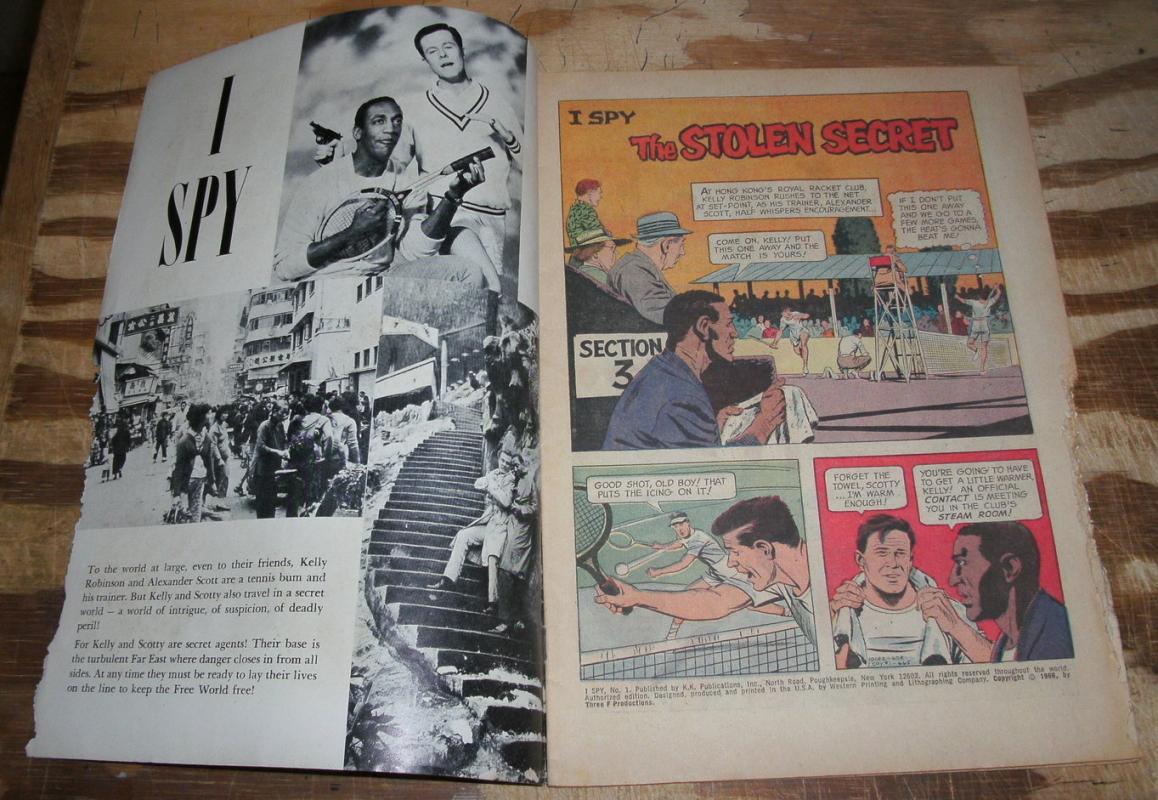 I
SPY
To the world at large, even to their friends, Kelly
Robinson and Alexander Scott are a tennis bum and
his trainer. But Kelly and Scotty also travel in a secret
world — a world of intrigue, of suspicion, of deadly
peril!
For Kelly and Scotty are secret agents! Their base is
the turbulent Far East where danger closes in from all
sides. At any time they must be ready to lay their lives
on the line to keep the Free World free!
I SPY
The STOLEN SECRET
AT HONG KONG'S ROYAL RACKET CLUB,
KELLY ROBINSON RUSHES TO THE NET
AT SET-POINT, AS HIS TRAINER, ALEXANDER
SCOTT, HALF WHISPERS ENCOURAGEMENT...
IF I DON'T PUT
THIS ONE AWAY
AND WE GO TO A
FEW MORE GAMES,
THE HEAT'S GONNA
BEAT ME!
COME ON, KELLY! PUT
THIS ONE AWAY AND THE
MATCH IS YOURS!
SECTION
3
GOOD SHOT, OLD BOY! THAT
PUTS THE ICING ON IT!
FORGET THE
TOWEL, SCOTTY
...I'M WARM
ENOUGH!
YOU'RE GOING TO HAVE
TO GET A LITTLE WARMER,
KELLY! AN OFFICIAL
CONTACT IS MEETING
YOU IN THE CLUB'S
STEAM ROOM!
I SPY, No. 1. Published by K.K. Publications, Inc., North Road, Poughkeepsie, New York 12602. All rights reserved throughout the world.
Authorized edition. Designed, produced and printed in the U.S.A. by Western Printing and Lithographing Company. Copyright © 1966, by
Three F Productions.